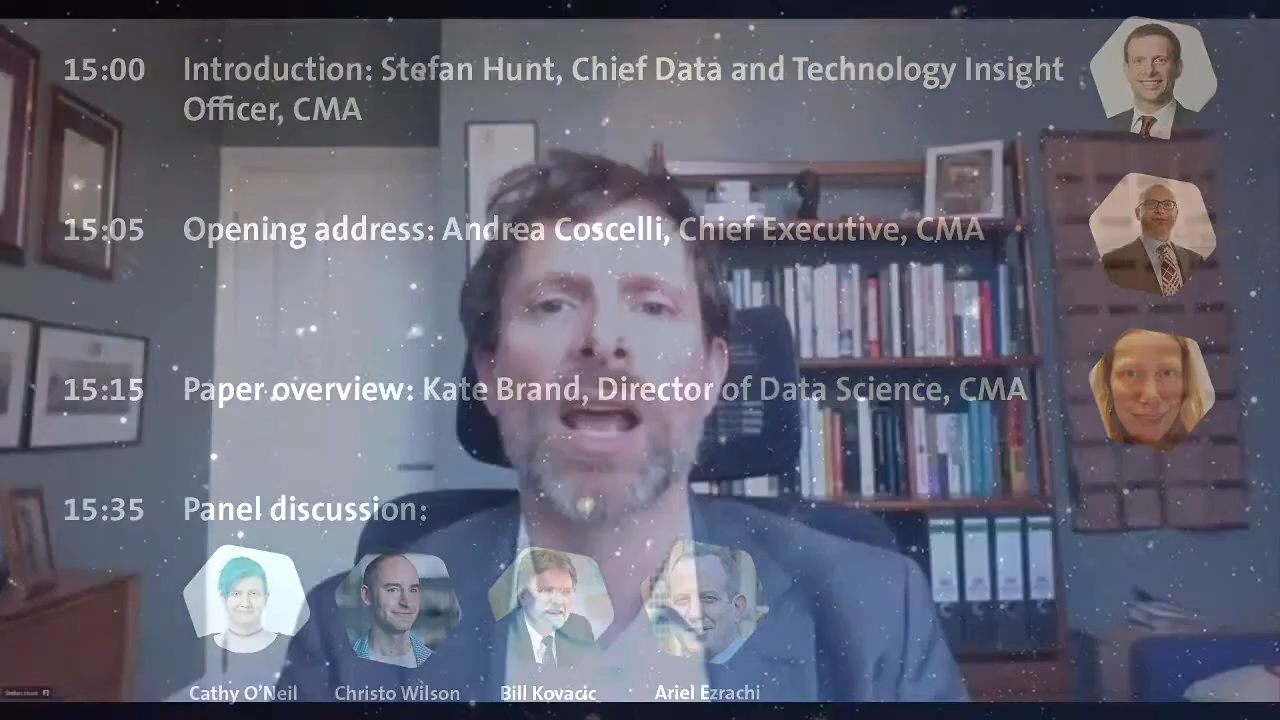 15:00 Introduction: Stefan Hunt, Chief Data and Technology Insight
Officer, CMA
15:05 Opening address: Andrea Coscelli, Chief Executive, CMA
15:15 Paper overview: Kate Brand, Director of Data Science, CMA
15:35 Panel discussion:
Cathy O'Neil Christo Wilson Bill Kovacic Ariel Ezrachi
Stefan Hunt